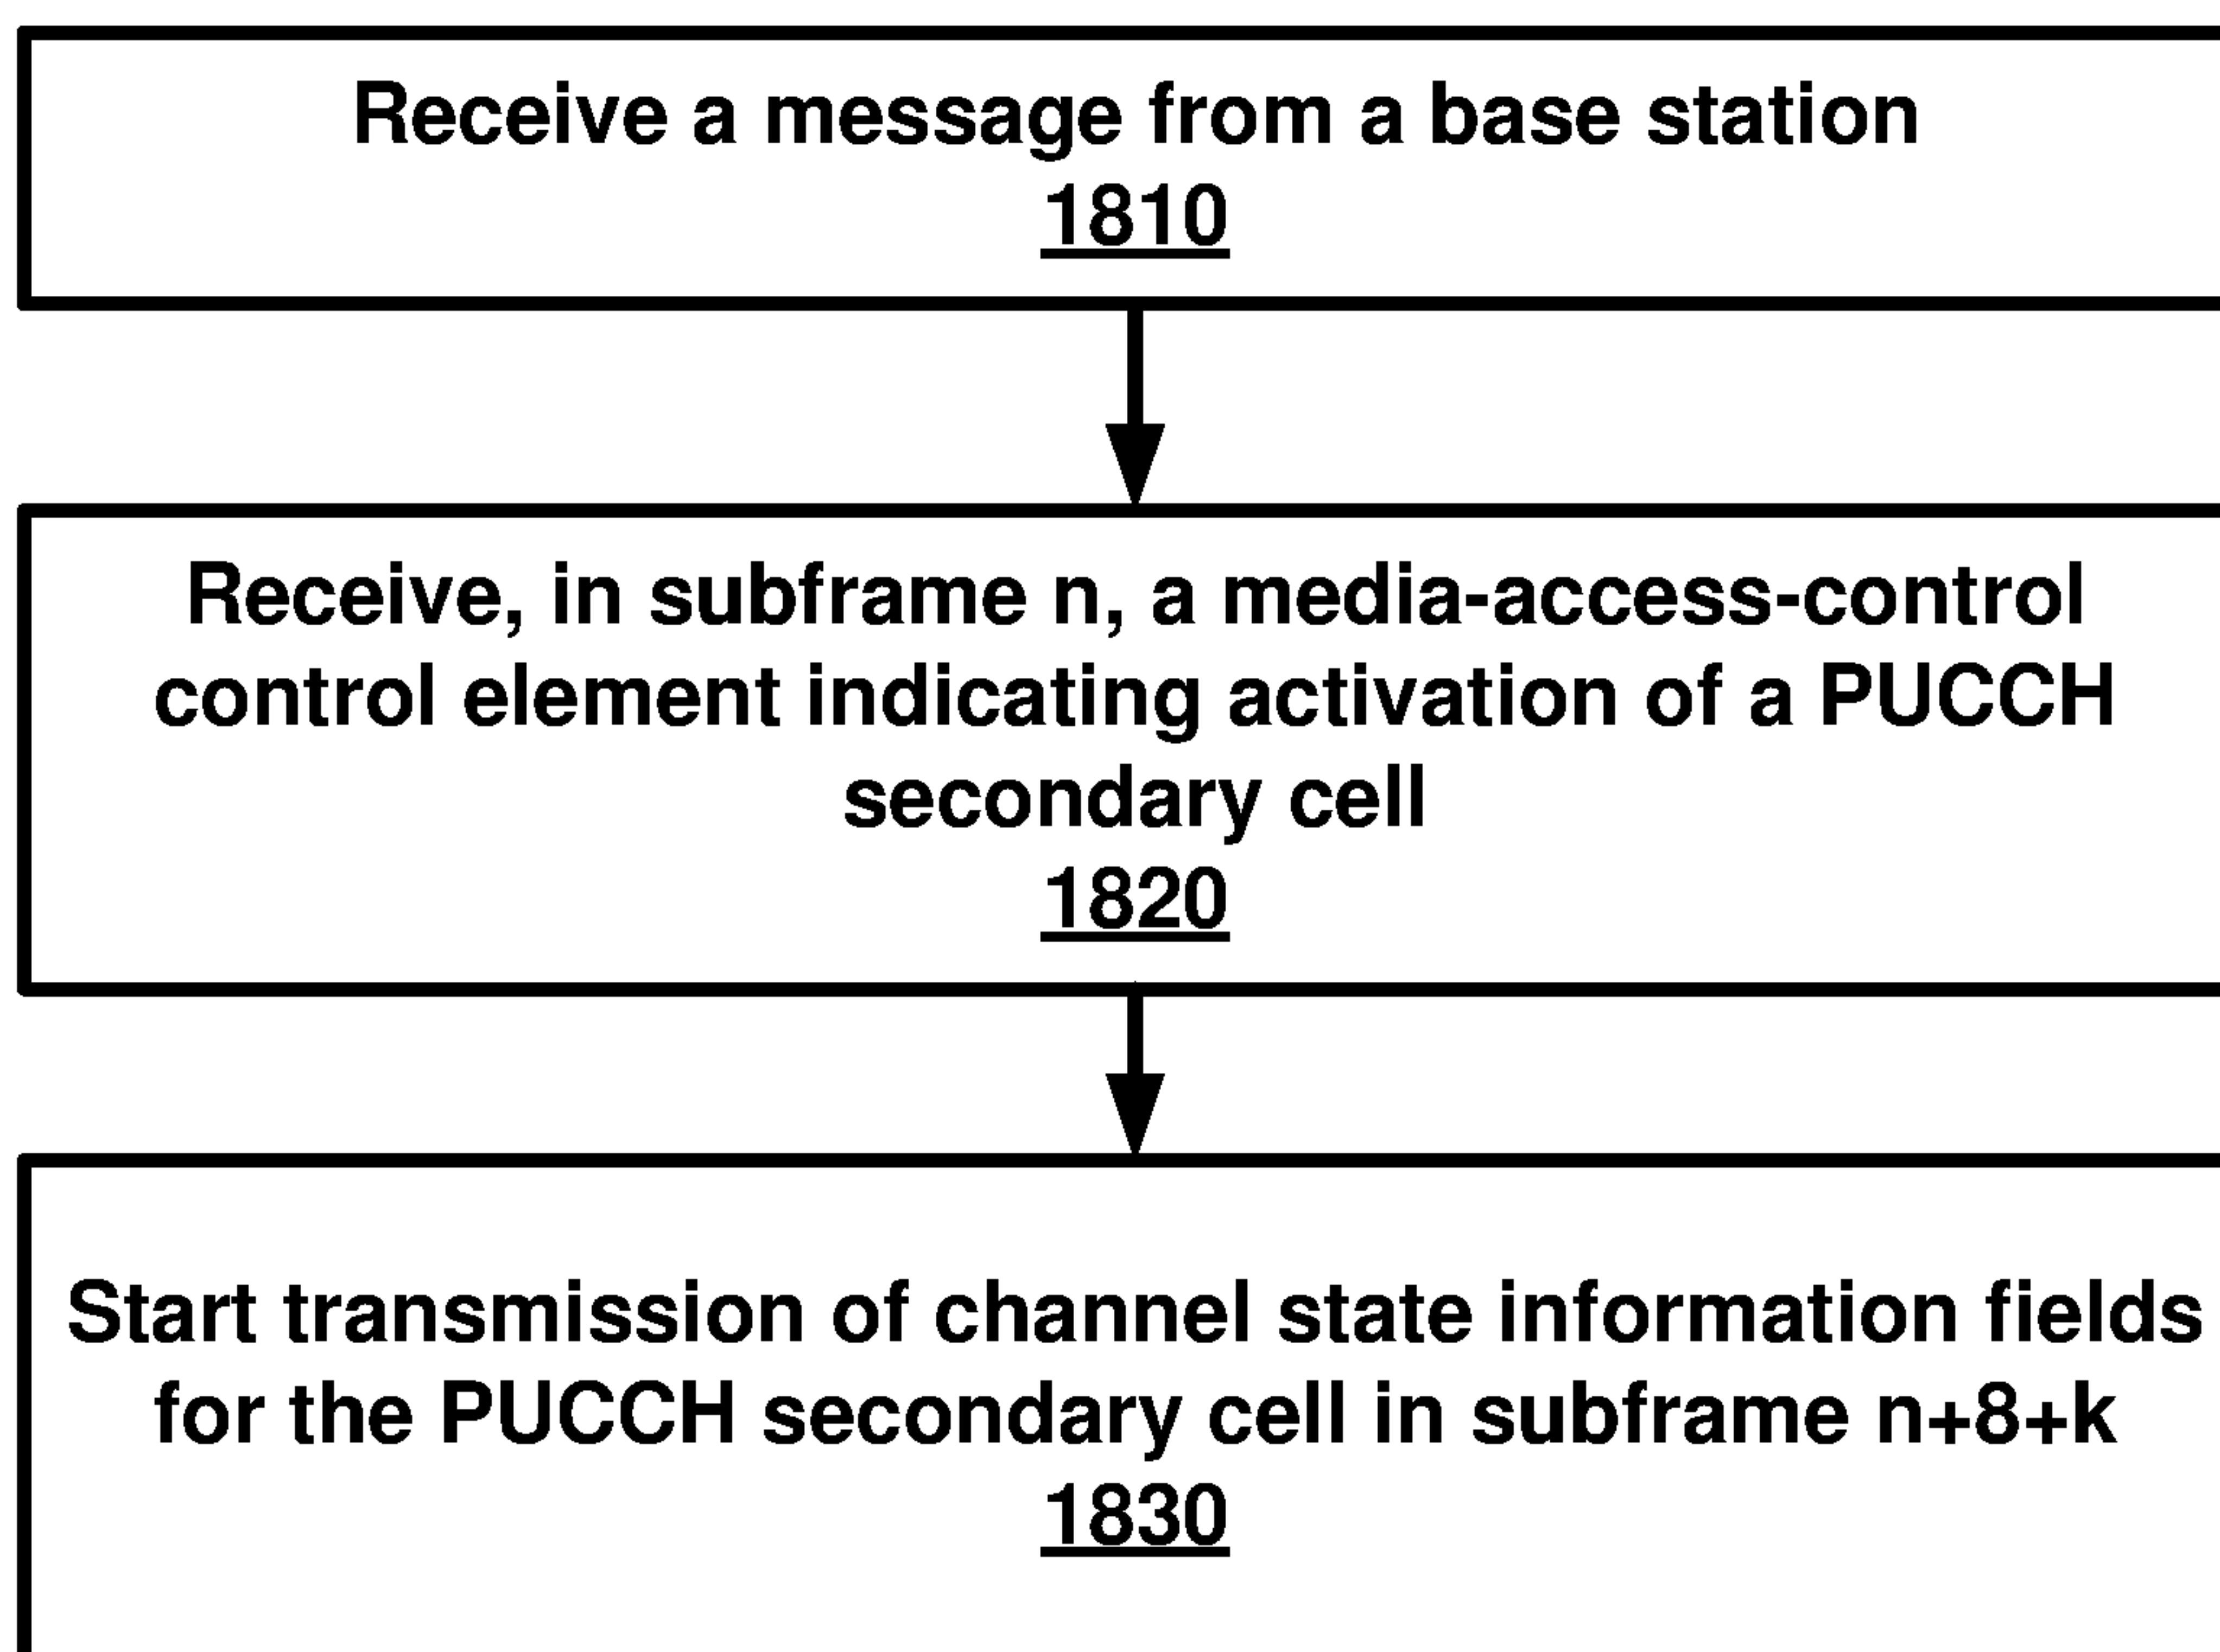 Receive a message from a base station
1810
Receive, in subframe n, a media-access-control
control element indicating activation of a PUCCH
secondary cell
1820
Start transmission of channel state information fields
for the PUCCH secondary cell in subframe n+8+k
1830